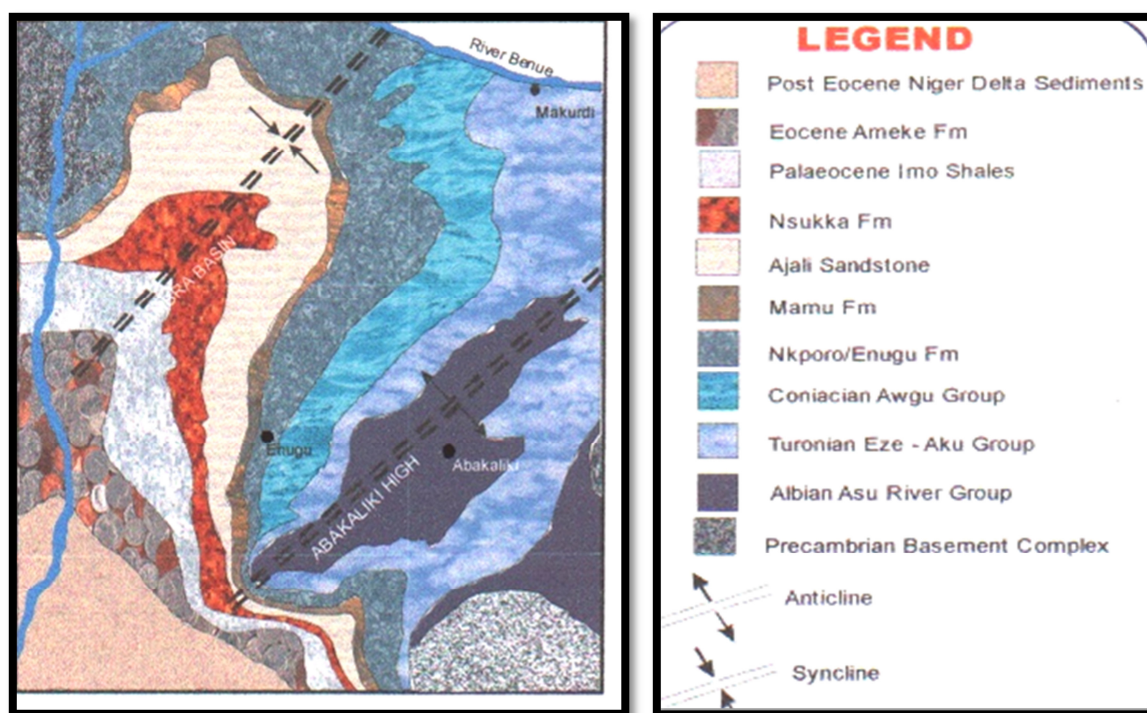 River Benue
Makurdi
BRA BASIN
Enugu
Abakaliki
ABAKALIKI HIGH
LEGEND
Post Eocene Niger Delta Sediments
Eocene Ameke Fm
Palaeocene Imo Shales
Nsukka Fm
Ajali Sandstone
Mamu Fm
Nkporo/Enugu Fm
Coniacian Awgu Group
Turonian Eze - Aku Group
Albian Asu River Group
Precambrian Basement Complex
Anticline
Syncline